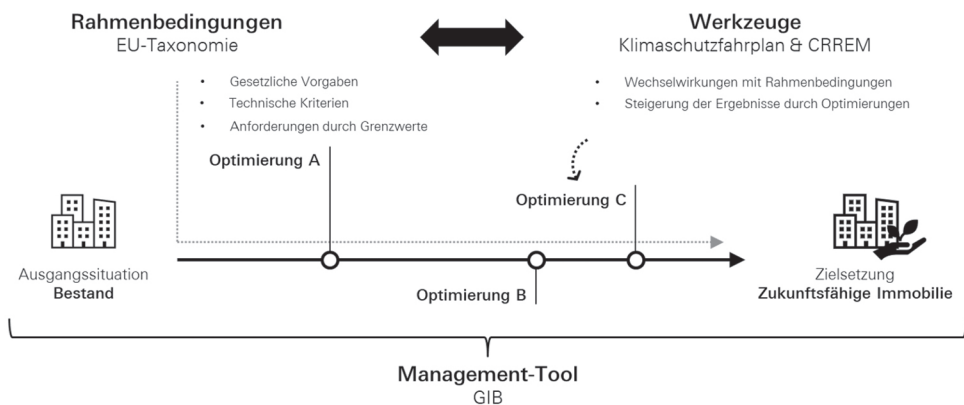 Rahmenbedingungen
EU-Taxonomie
Werkzeuge
Klimaschutzfahrplan & CRREM
• Gesetzliche Vorgaben
• Technische Kriterien
• Anforderungen durch Grenzwerte
• Wechselwirkungen mit Rahmenbedingungen
• Steigerung der Ergebnisse durch Optimierungen
Optimierung A
Optimierung C
Optimierung B
Ausgangssituation
Bestand
Zielsetzung
Zukunftsfähige Immobilie
Management-Tool
GIB